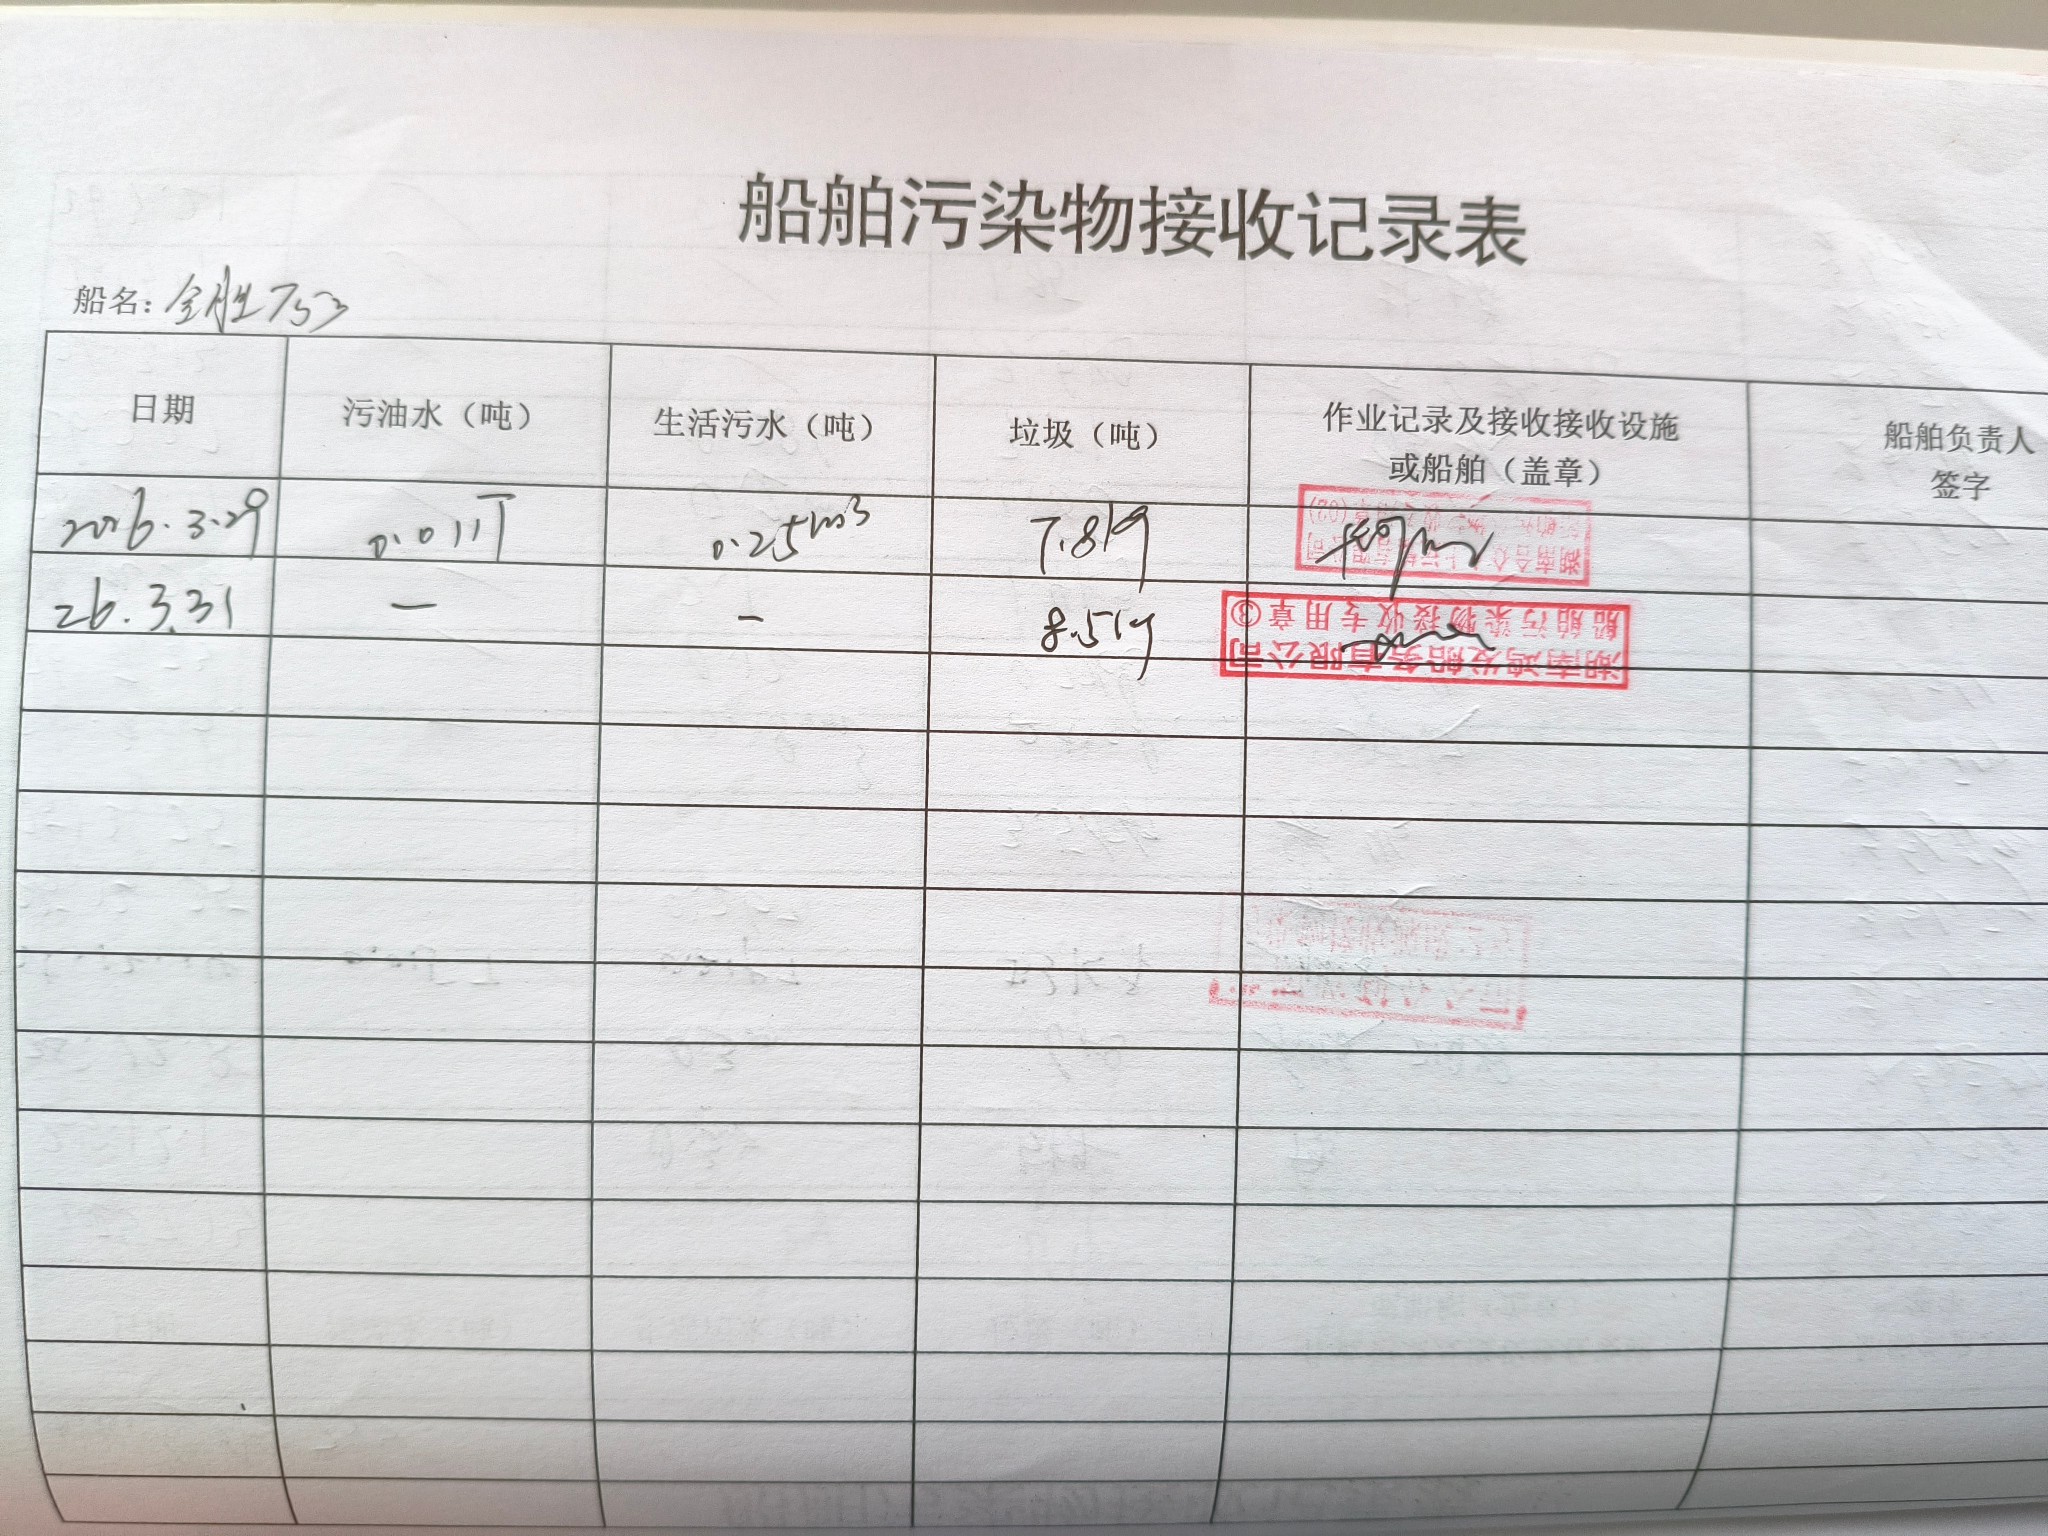 船舶污染物接收记录表
船名：全胜753
日期 污油水（吨） 生活污水（吨） 垃圾（吨） 作业记录及接收接收设施或船舶（盖章） 船舶负责人签字
2026.3.29 0.011T 0.25m3 7.8kg
26.3.31 — — 8.5kg
船舶污染物接收专用章③
湖南鸿发船务有限公司